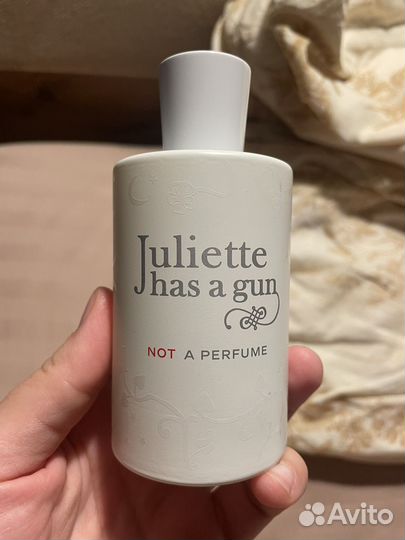 Juliette
has a gun
NOT A PERFUME
Avito